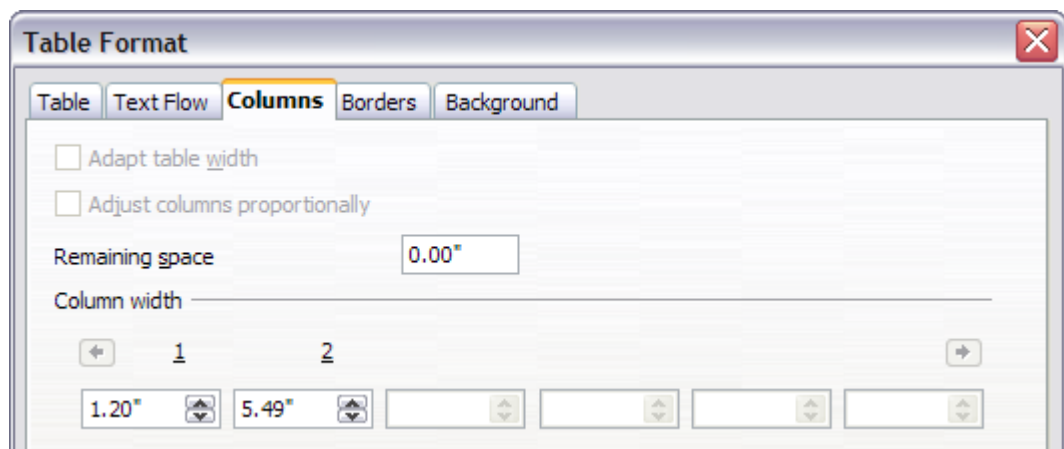 Table Format
Table Text Flow Columns Borders Background
Adapt table width
Adjust columns proportionally
Remaining space 0.00"
Column width
1 2
1.20" 5.49"